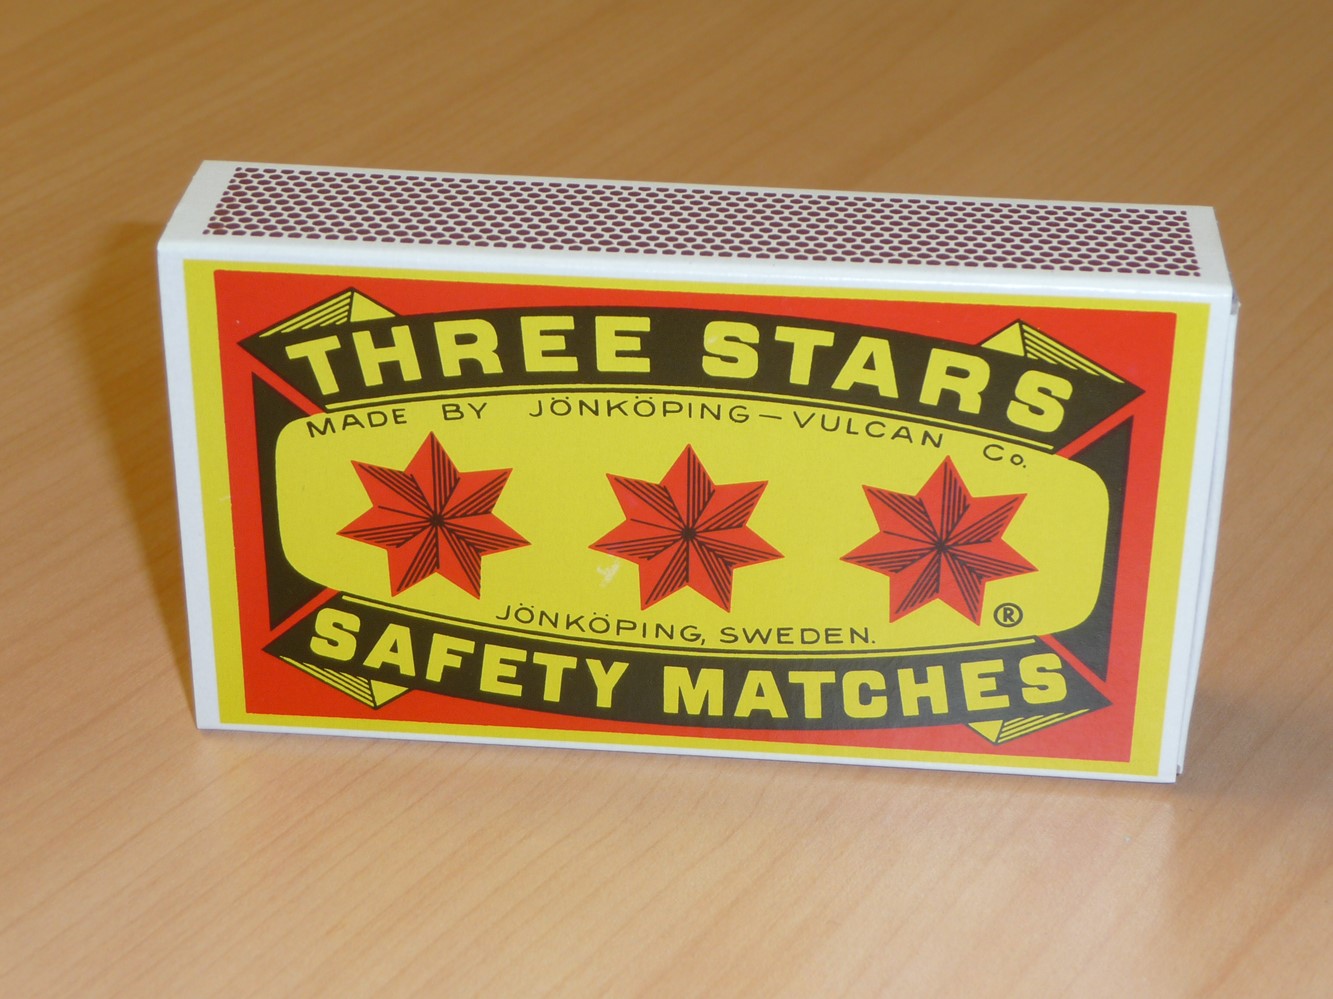 THREE STARS
MADE BY JÖNKÖPING–VULCAN Co.
®
JÖNKÖPING, SWEDEN.
SAFETY MATCHES